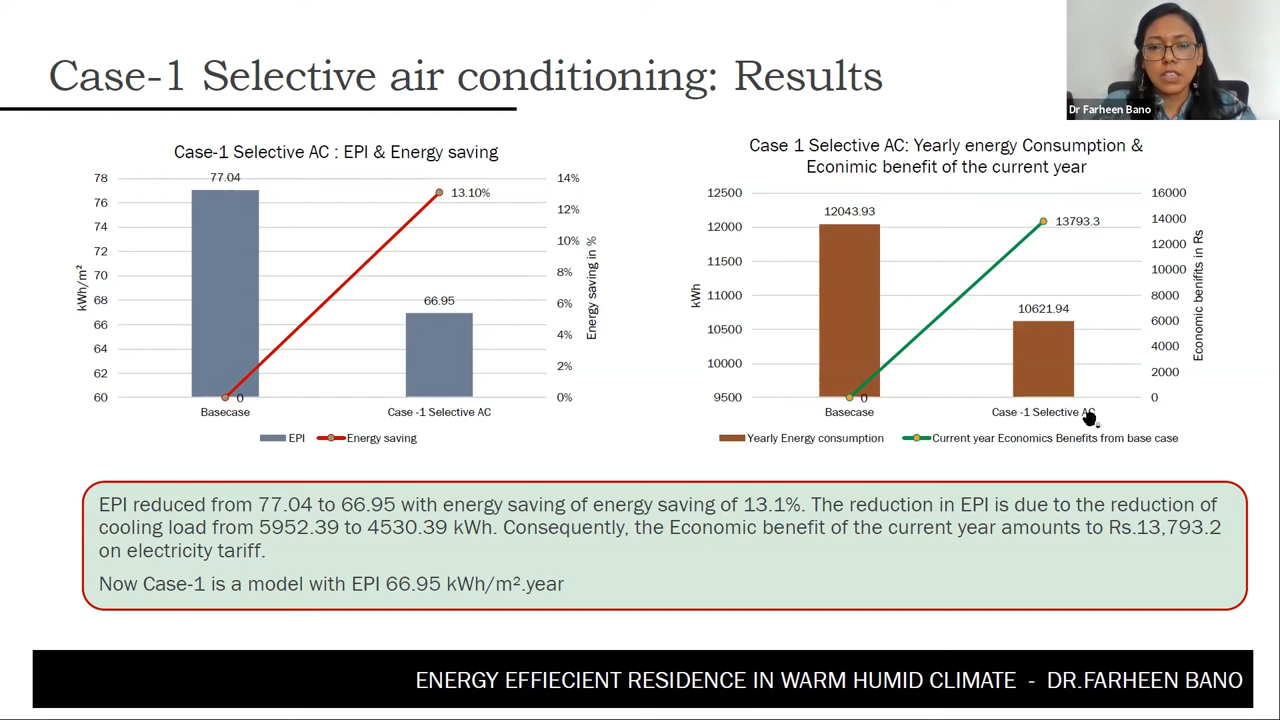 Case-1 Selective air conditioning: Results
Dr Farheen Bano
Case-1 Selective AC : EPI & Energy saving
78
76
74
72
70
68
66
64
62
60
kWh/m²
77.04
66.95
13.10%
0
14%
12%
10%
8%
6%
4%
2%
0%
Energy saving in %
Basecase
Case -1 Selective AC
EPI
Energy saving
Case 1 Selective AC: Yearly energy Consumption &
Econimic benefit of the current year
12500
12000
11500
11000
10500
10000
9500
kWh
12043.93
10621.94
13793.3
0
16000
14000
12000
10000
8000
6000
4000
2000
0
Economic benifits in Rs
Basecase
Case -1 Selective AC
Yearly Energy consumption
Current year Economics Benefits from base case
EPI reduced from 77.04 to 66.95 with energy saving of energy saving of 13.1%. The reduction in EPI is due to the reduction of
cooling load from 5952.39 to 4530.39 kWh. Consequently, the Economic benefit of the current year amounts to Rs.13,793.2
on electricity tariff.
Now Case-1 is a model with EPI 66.95 kWh/m².year
ENERGY EFFIECIENT RESIDENCE IN WARM HUMID CLIMATE - DR.FARHEEN BANO